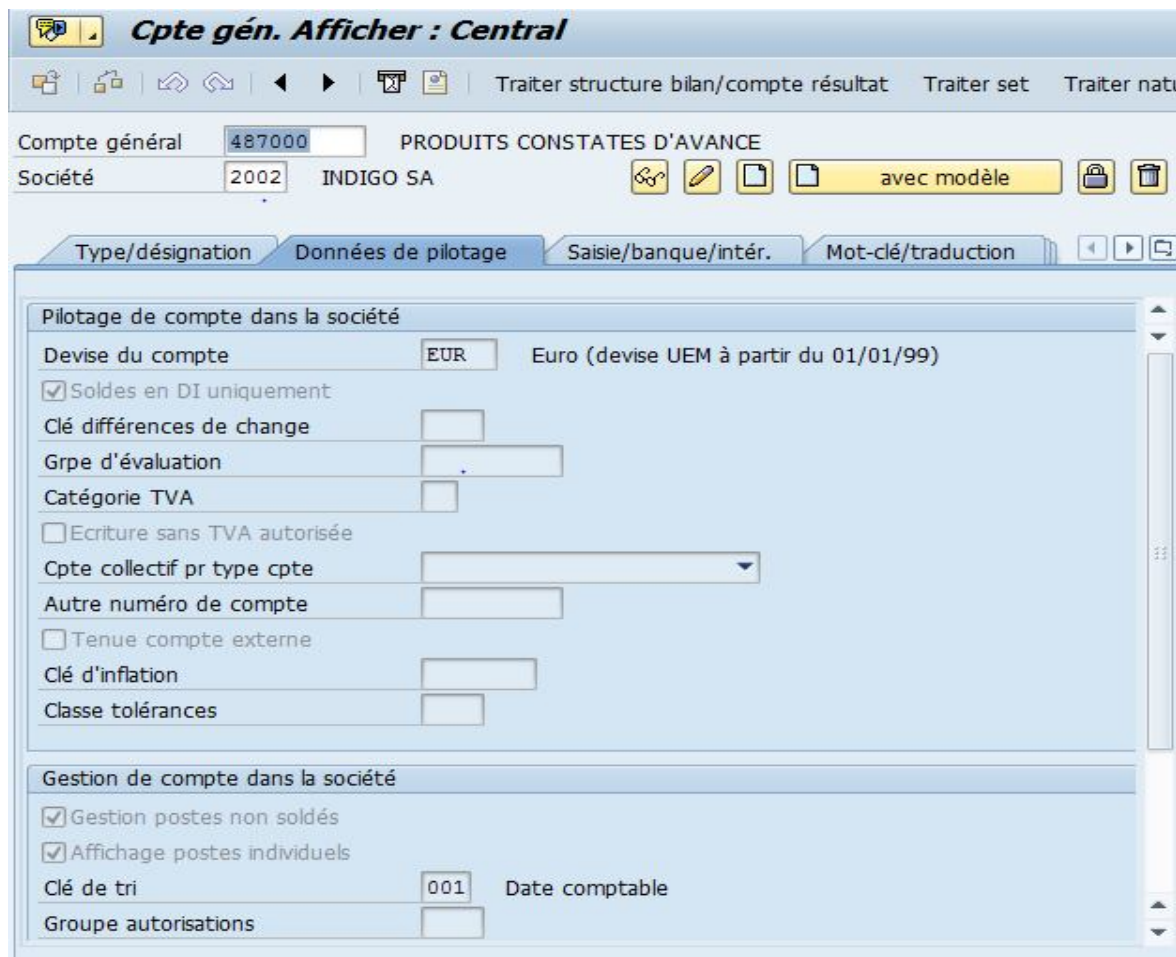 Cpte gén. Afficher : Central
Traiter structure bilan/compte résultat Traiter set Traiter natu
Compte général 487000 PRODUITS CONSTATES D'AVANCE
Société 2002 INDIGO SA avec modèle
Type/désignation Données de pilotage Saisie/banque/intér. Mot-clé/traduction
Pilotage de compte dans la société
Devise du compte EUR Euro (devise UEM à partir du 01/01/99)
Soldes en DI uniquement
Clé différences de change
Grpe d'évaluation
Catégorie TVA
Ecriture sans TVA autorisée
Cpte collectif pr type cpte
Autre numéro de compte
Tenue compte externe
Clé d'inflation
Classe tolérances
Gestion de compte dans la société
Gestion postes non soldés
Affichage postes individuels
Clé de tri 001 Date comptable
Groupe autorisations